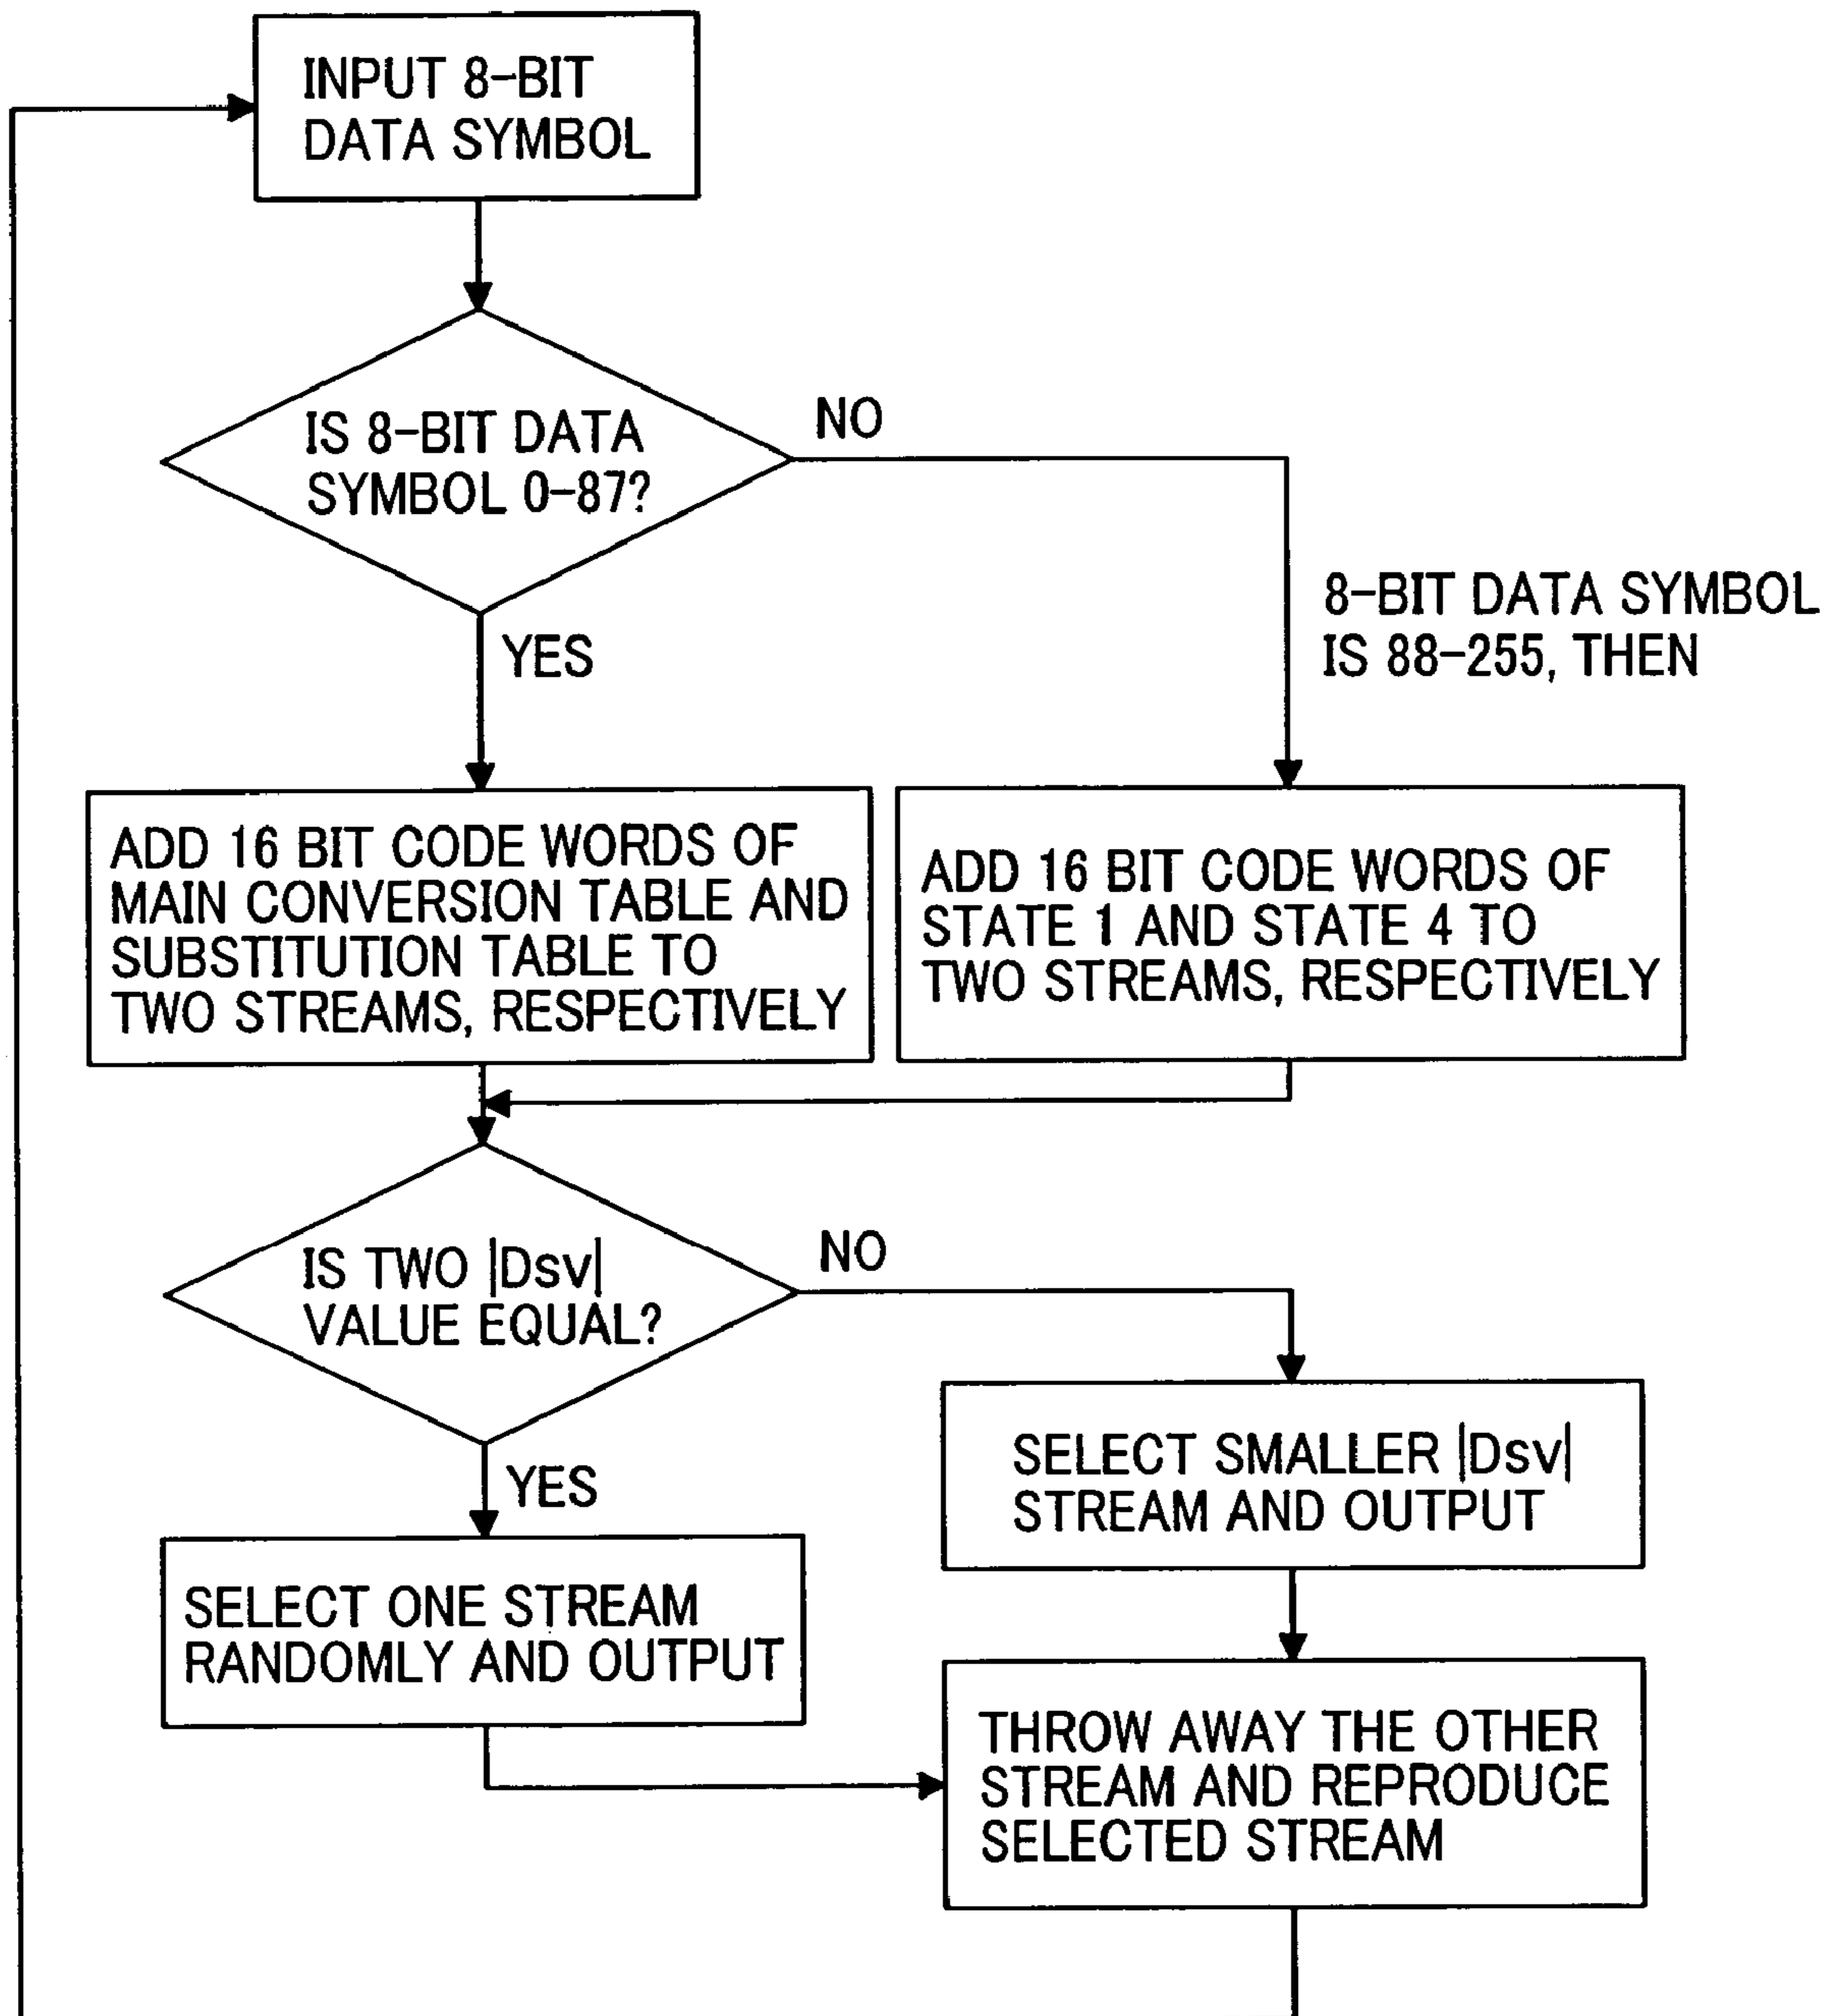 INPUT 8-BIT
DATA SYMBOL
IS 8-BIT DATA
SYMBOL 0-87?
NO
8-BIT DATA SYMBOL
IS 88-255, THEN
YES
ADD 16 BIT CODE WORDS OF
MAIN CONVERSION TABLE AND
SUBSTITUTION TABLE TO
TWO STREAMS, RESPECTIVELY
ADD 16 BIT CODE WORDS OF
STATE 1 AND STATE 4 TO
TWO STREAMS, RESPECTIVELY
IS TWO |Dsv|
VALUE EQUAL?
NO
YES
SELECT SMALLER |Dsv|
STREAM AND OUTPUT
SELECT ONE STREAM
RANDOMLY AND OUTPUT
THROW AWAY THE OTHER
STREAM AND REPRODUCE
SELECTED STREAM